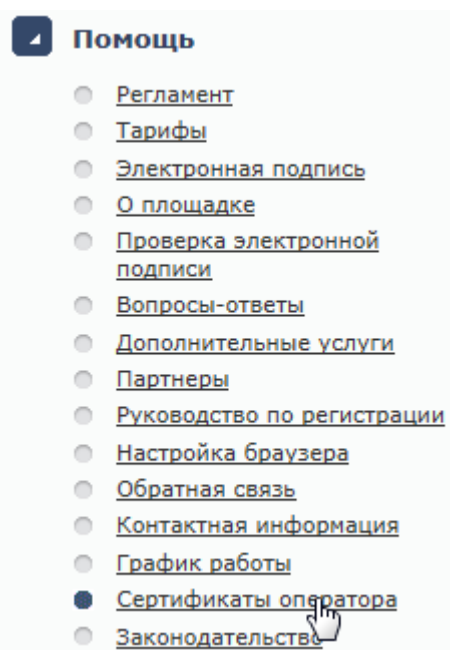 Помощь
Регламент
Тарифы
Электронная подпись
О площадке
Проверка электронной
подписи
Вопросы-ответы
Дополнительные услуги
Партнеры
Руководство по регистрации
Настройка браузера
Обратная связь
Контактная информация
График работы
Сертификаты оператора
Законодательство